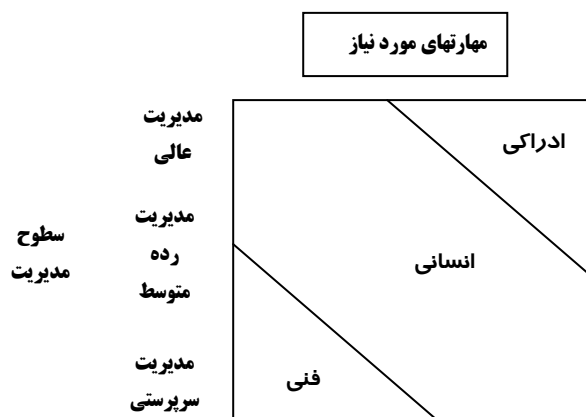 مهارتهای مورد نیاز
مدیریت
عالی
ادراکی
سطوح
مدیریت
مدیریت
رده
متوسط
انسانی
مدیریت
سرپرستی
فنی